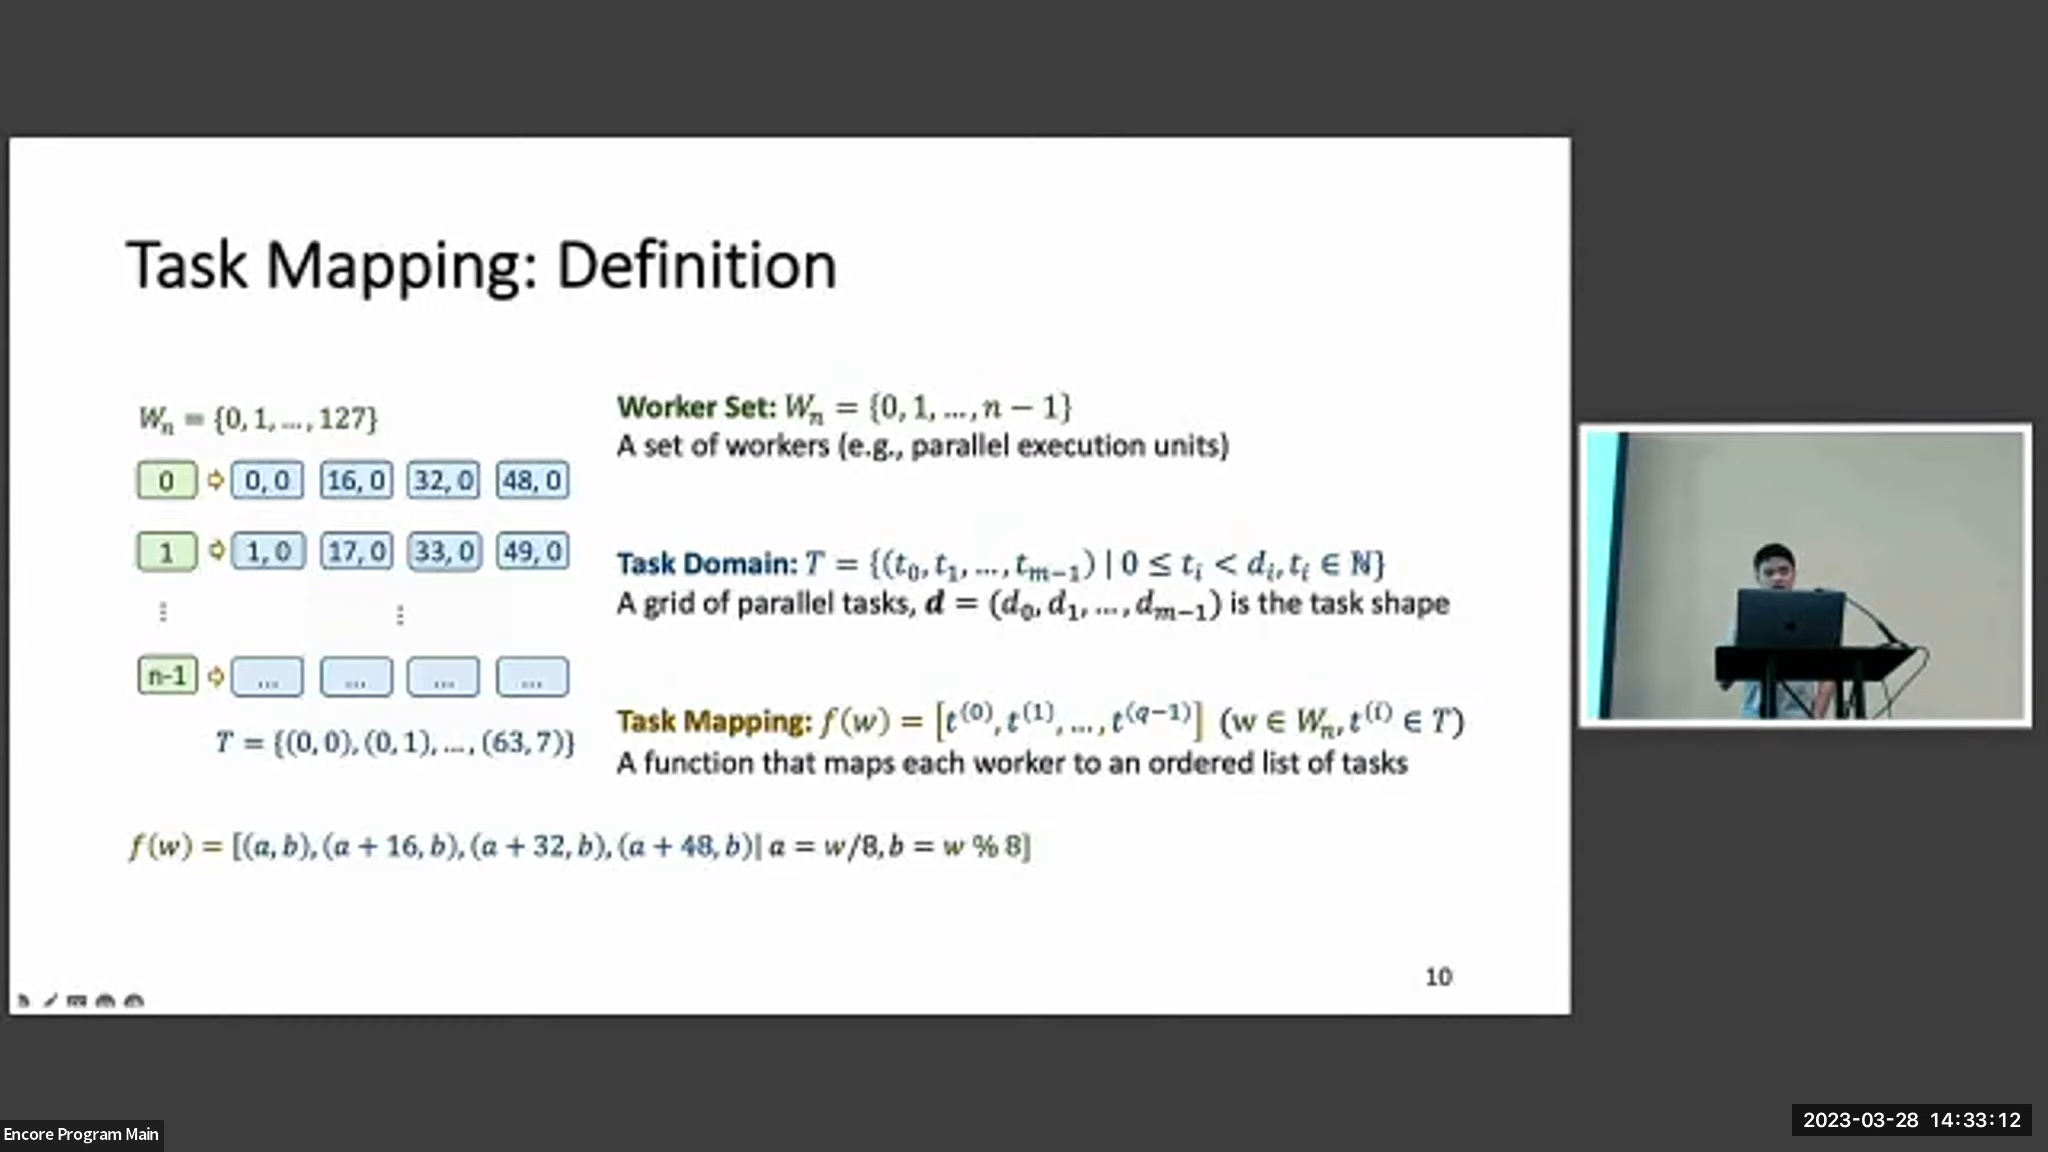 Task Mapping: Definition
Wₙ = {0, 1, ..., 127}
0 ⇨ 0, 0 16, 0 32, 0 48, 0
1 ⇨ 1, 0 17, 0 33, 0 49, 0
⋮ ⋮
n-1 ⇨ ... ... ... ...
T = {(0, 0), (0, 1), ..., (63, 7)}
Worker Set: Wₙ = {0, 1, ..., n − 1}
A set of workers (e.g., parallel execution units)
Task Domain: T = {(t₀, t₁, ..., tₘ₋₁) | 0 ≤ tᵢ < dᵢ, tᵢ ∈ ℕ}
A grid of parallel tasks, d = (d₀, d₁, ..., dₘ₋₁) is the task shape
Task Mapping: f(w) = [t^(0), t^(1), ..., t^(q−1)] (w ∈ Wₙ, t^(i) ∈ T)
A function that maps each worker to an ordered list of tasks
f(w) = [(a, b), (a + 16, b), (a + 32, b), (a + 48, b)| a = w/8, b = w % 8]
10
Encore Program Main
2023-03-28 14:33:12